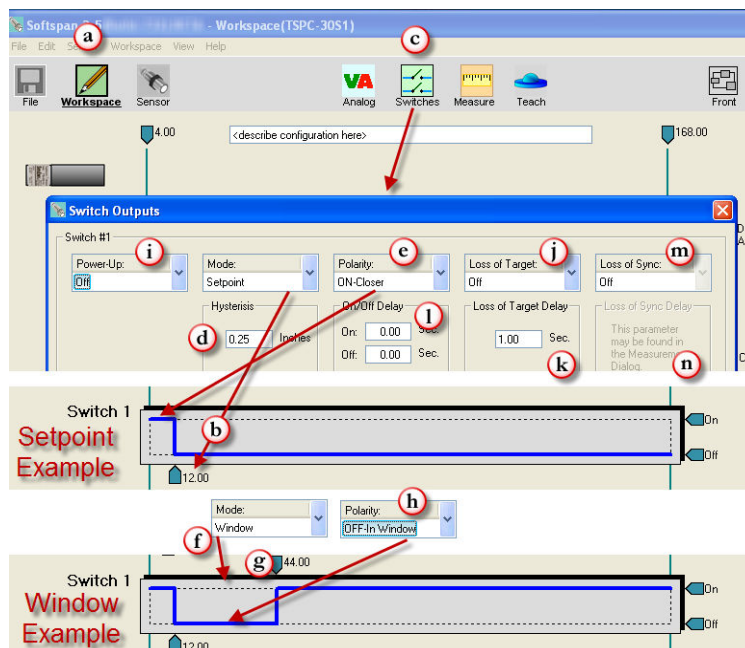 Softspan - Workspace(TSPC-30S1)
a
c
File Edit Workspace View Help
File Workspace Sensor Analog Switches Measure Teach Front
VA
4.00 <describe configuration here> 168.00
Switch Outputs
Switch #1
i
e
j
m
Power-Up: Mode: Polarity: Loss of Target: Loss of Sync:
Off Setpoint ON-Closer Off Off
Hysterisis On/Off Delay Loss of Target Delay Loss of Sync Delay
d 0.25 Inches On: 0.00 Sec. l 1.00 Sec. This parameter
may be found in
Off: 0.00 Sec. k the Measurement n
Dialog.
Switch 1
Setpoint
Example
b
On
Off
12.00
Mode: Polarity: h
Window OFF-In Window
f
g 44.00
Switch 1
Window
Example
On
Off
12.00